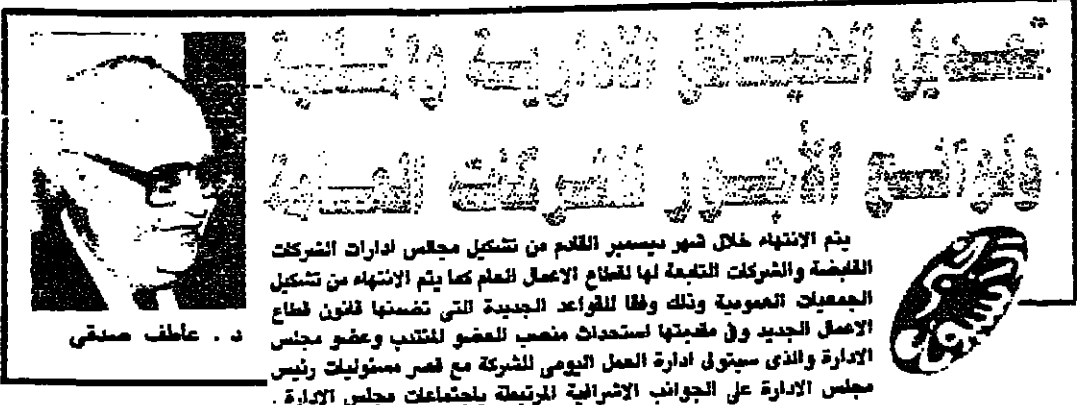 تعديل الهياكل الادارية والمالية
الأجور للشركات
يتم الانتهاء خلال شهر ديسمبر القادم من تشكيل مجالس ادارات الشركات
القابضة والشركات التابعة لها لقطاع الاعمال العام كما يتم الانتهاء من تشكيل
الجمعيات العمومية وذلك وفقا للقواعد الجديدة التى تضمنها قانون قطاع
الاعمال الجديد وفى مقدمتها استحداث منصب العضو المنتدب وعضو مجلس
الادارة والذى سيتولى ادارة العمل اليومى للشركة مع قصر مسئوليات رئيس
مجلس الادارة على الجوانب الاشرافية المرتبطة باجتماعات مجلس الادارة .
د . عاطف صدقى